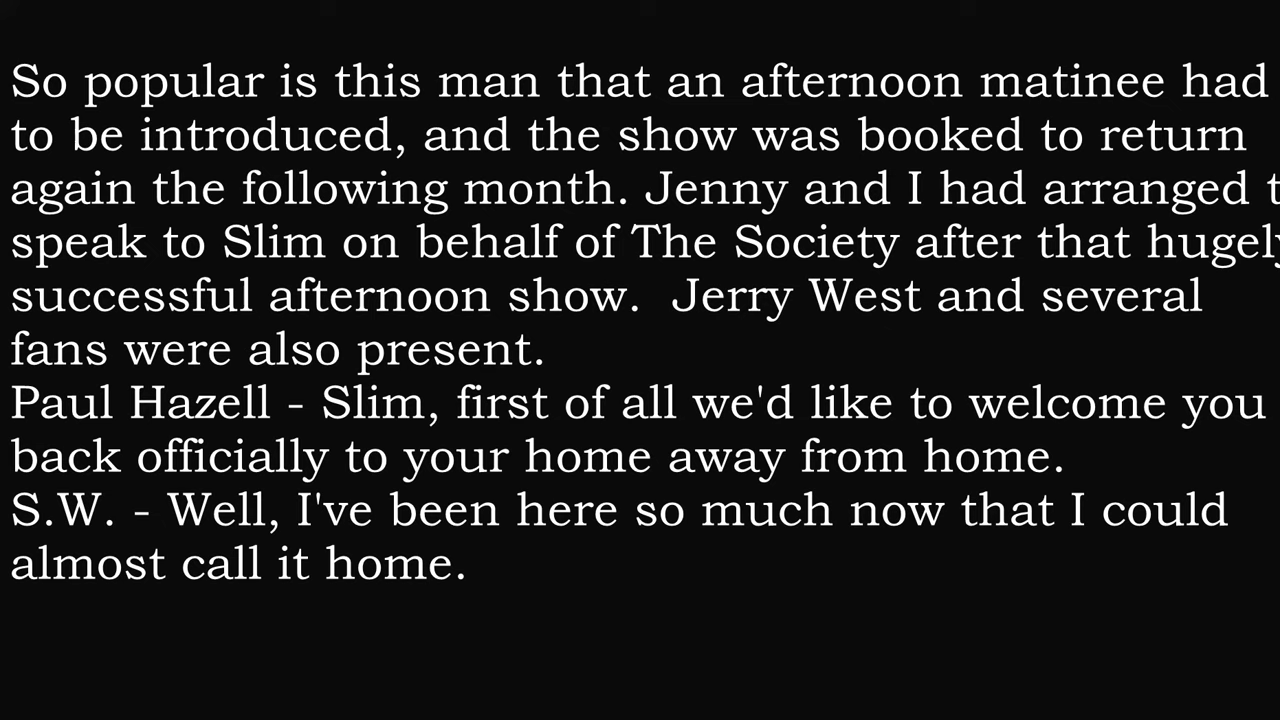 So popular is this man that an afternoon matinee had
to be introduced, and the show was booked to return
again the following month. Jenny and I had arranged t
speak to Slim on behalf of The Society after that hugely
successful afternoon show.  Jerry West and several
fans were also present.
Paul Hazell - Slim, first of all we'd like to welcome you
back officially to your home away from home.
S.W. - Well, I've been here so much now that I could
almost call it home.